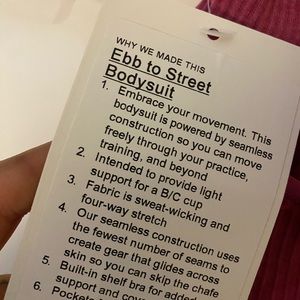 WHY WE MADE THIS
Ebb to Street
Bodysuit
1. Embrace your movement. This
bodysuit is powered by seamless
construction so you can move
freely through your practice,
training, and beyond
2. Intended to provide light
support for a B/C cup
3. Fabric is sweat-wicking and
four-way stretch
4. Our seamless construction uses
the fewest number of seams to
create gear that glides across
skin so you can skip the chafe
5. Built-in shelf bra for added
support and
6. Pockets